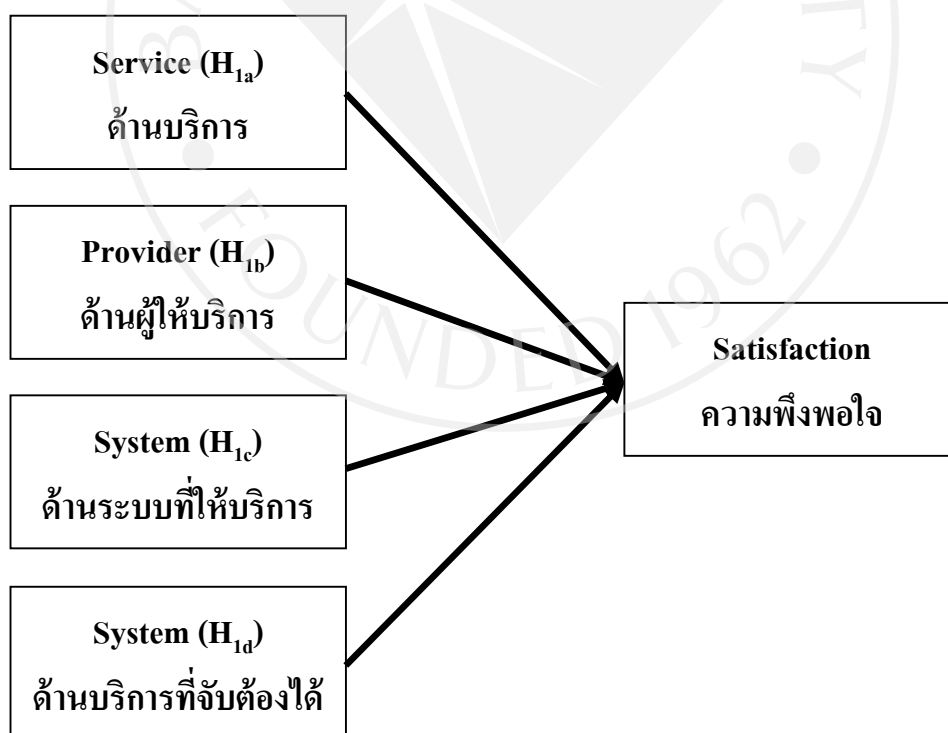 Service (H1a)
ด้านบริการ
Provider (H1b)
ด้านผู้ให้บริการ
System (H1c)
ด้านระบบที่ให้บริการ
System (H1d)
ด้านบริการที่จับต้องได้
Satisfaction
ความพึงพอใจ
FOUNDED 1962